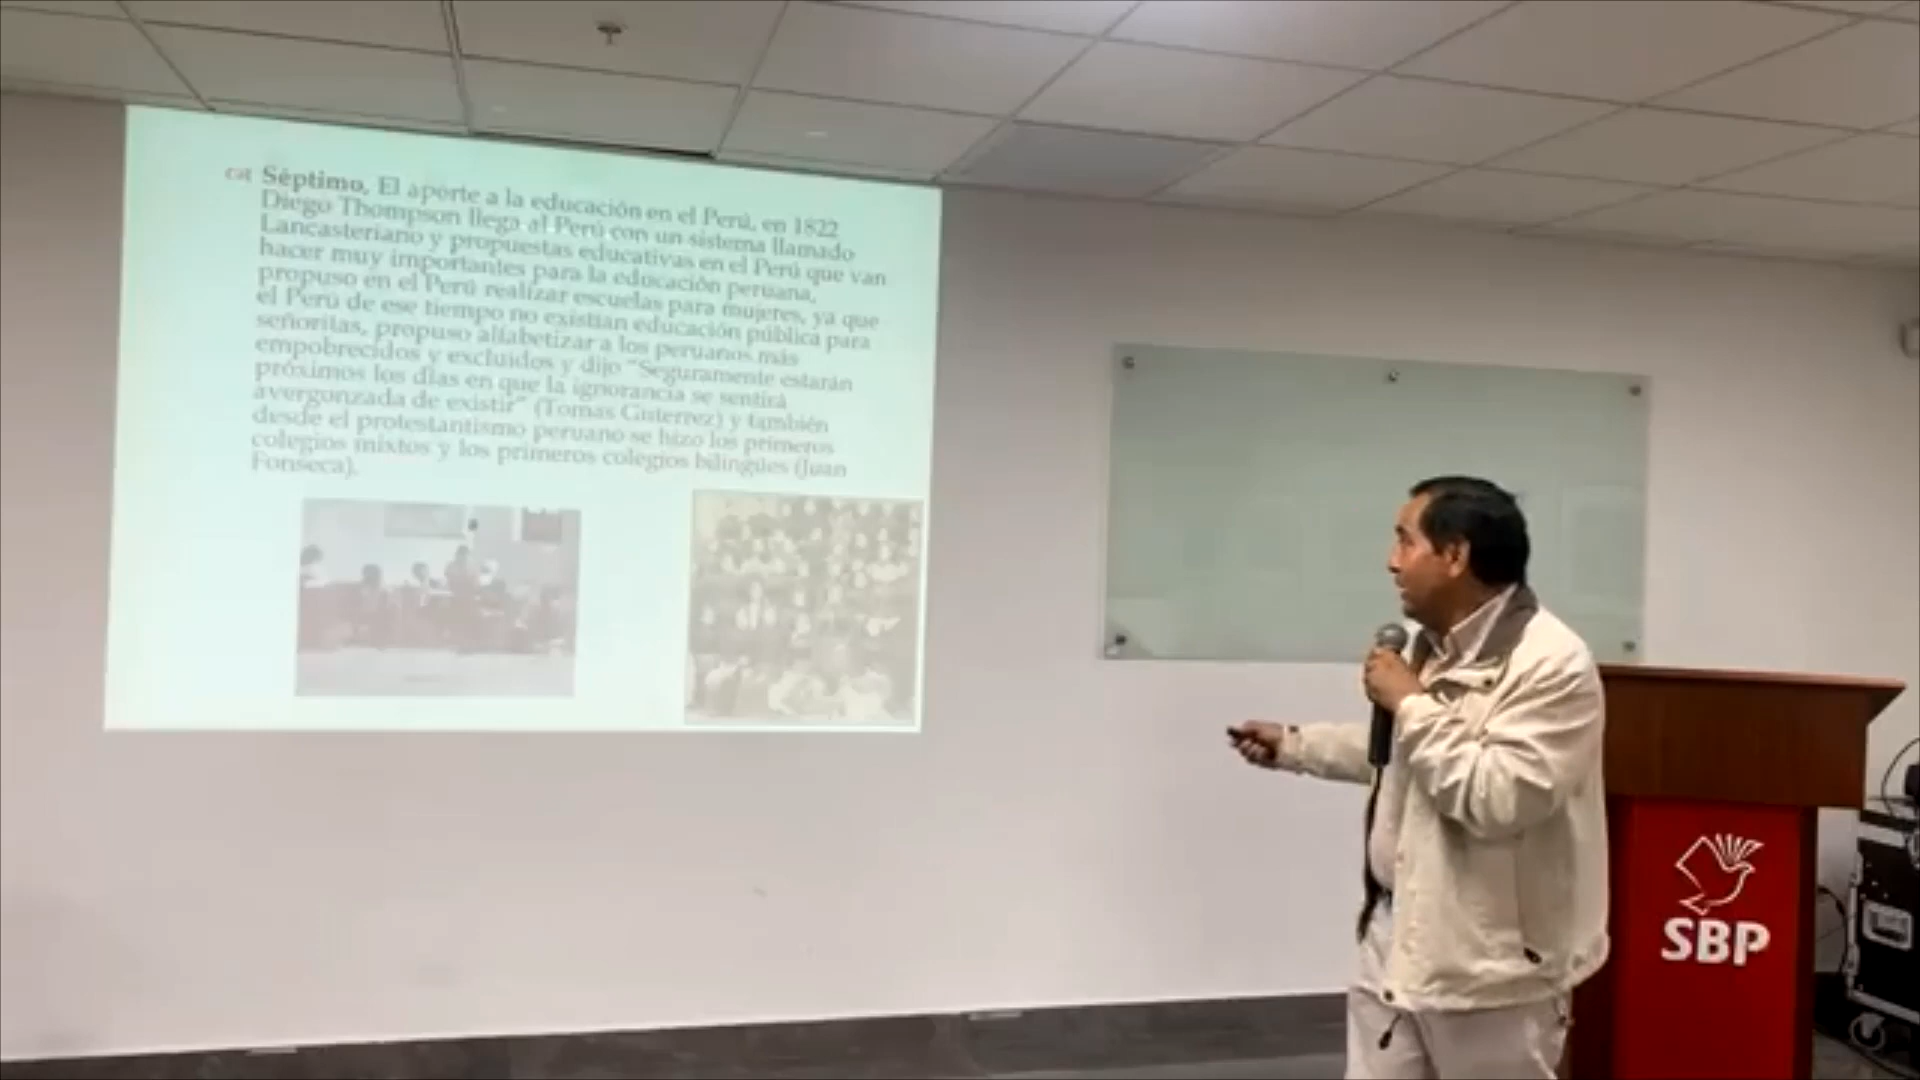 Séptimo. El aporte a la educación en el Perú, en 1822
Diego Thompson llega al Perú con un sistema llamado
Lancasteriano y propuestas educativas en el Perú que van
hacer muy importantes para la educación peruana,
propuso en el Perú realizar escuelas para mujeres, ya que
el Perú de ese tiempo no existían educación pública para
señoritas, propuso alfabetizar a los peruanos más
empobrecidos y excluidos y dijo "Seguramente estarán
próximos los días en que la ignorancia se sentirá
avergonzada de existir" (Tomas Gisterrez) y también
desde el protestantismo peruano se hizo los primeros
colegios mixtos y los primeros colegios bilingües (Juan
Fonseca).
SBP